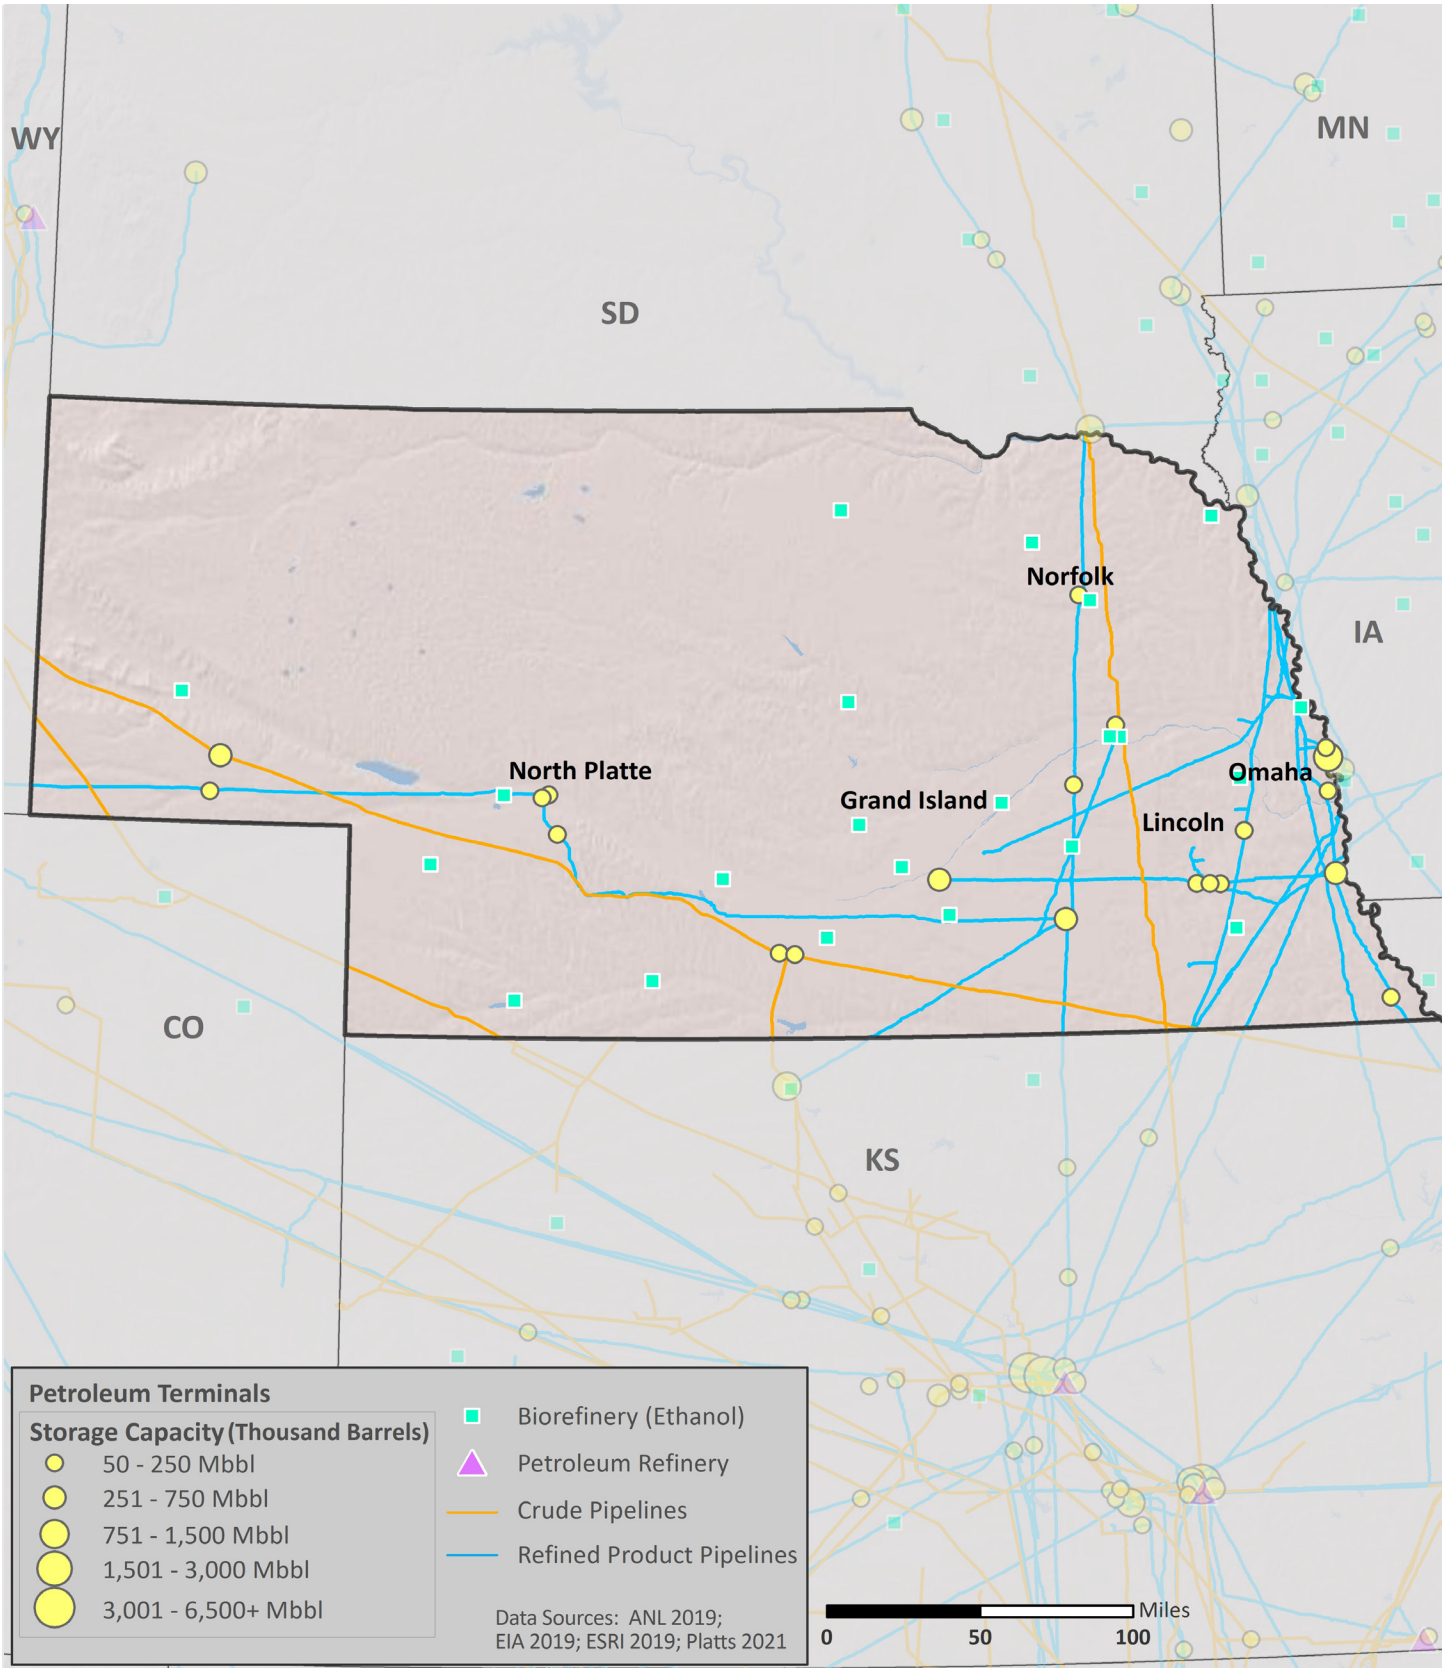 WY
MN
SD
Norfolk
IA
North Platte
Omaha
Grand Island
Lincoln
CO
KS
Petroleum Terminals
Storage Capacity (Thousand Barrels)
50 - 250 Mbbl
251 - 750 Mbbl
751 - 1,500 Mbbl
1,501 - 3,000 Mbbl
3,001 - 6,500+ Mbbl
Biorefinery (Ethanol)
Petroleum Refinery
Crude Pipelines
Refined Product Pipelines
Data Sources: ANL 2019;
EIA 2019; ESRI 2019; Platts 2021
Miles
0 50 100